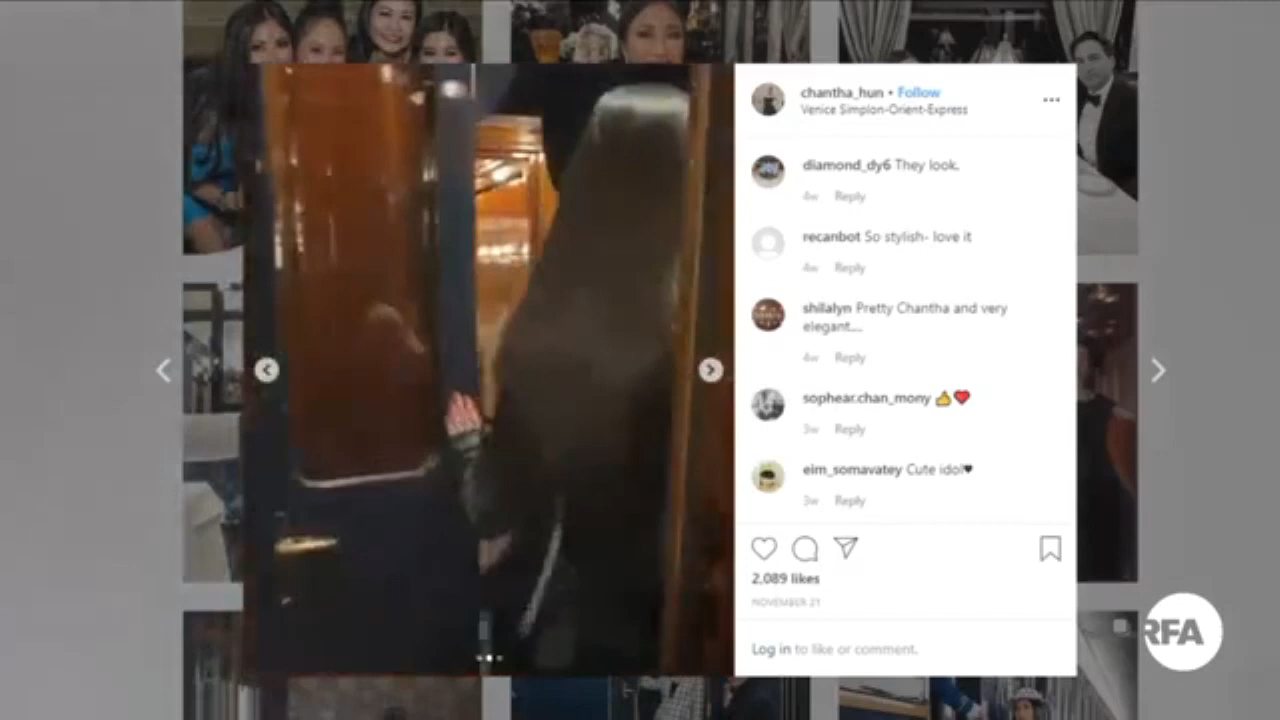 chantha_hun • Follow
Venice Simplon-Orient-Express
diamond_dy6 They look.
4w Reply
recanbot So stylish- love it
4w Reply
shilalyn Pretty Chantha and very
elegant....
4w Reply
sophear.chan_mony 👍❤️
3w Reply
eim_somavatey Cute idol♥
3w Reply
2,089 likes
NOVEMBER 21
Log in to like or comment.
RFA